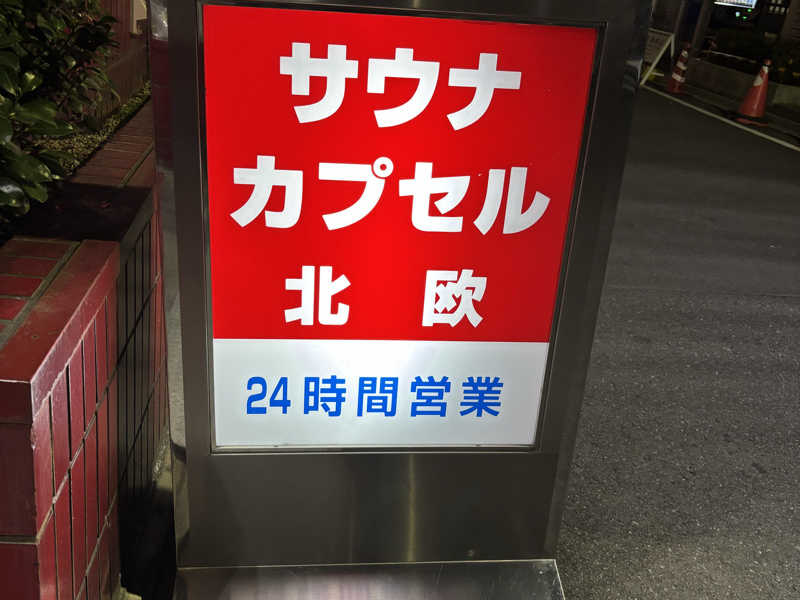 サウナ
カプセル
北 欧
24時間営業